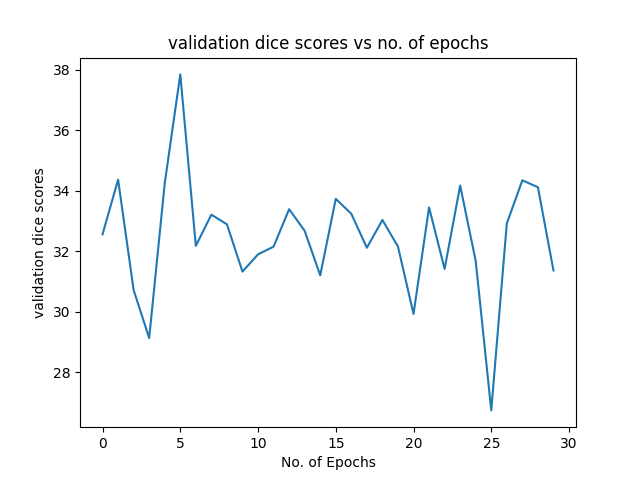 validation dice scores vs no. of epochs
38
36
34
32
30
28
validation dice scores
0 5 10 15 20 25 30
No. of Epochs